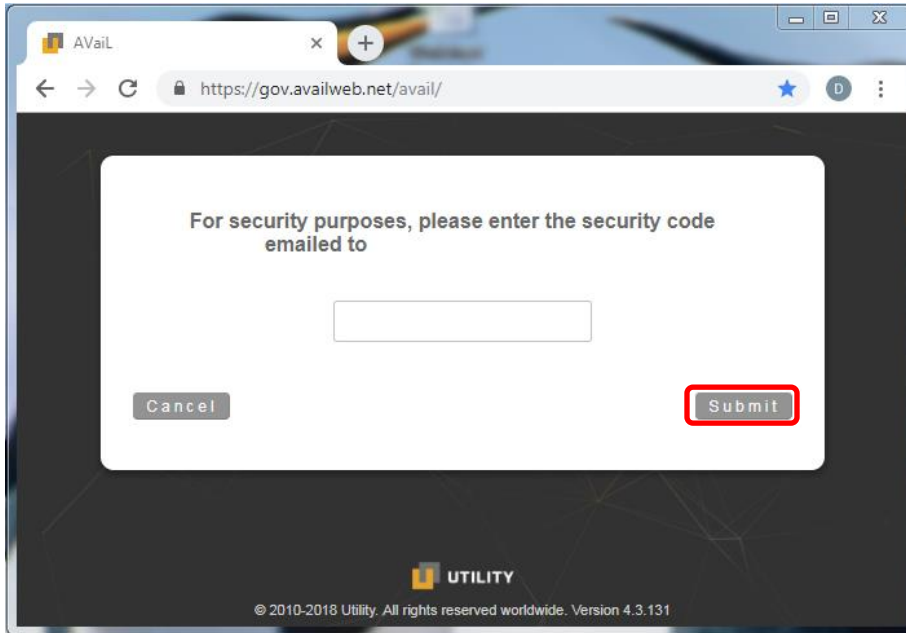 AVaiL
https://gov.availweb.net/avail/
D
For security purposes, please enter the security code
emailed to
Cancel
Submit
UTILITY
© 2010-2018 Utility. All rights reserved worldwide. Version 4.3.131